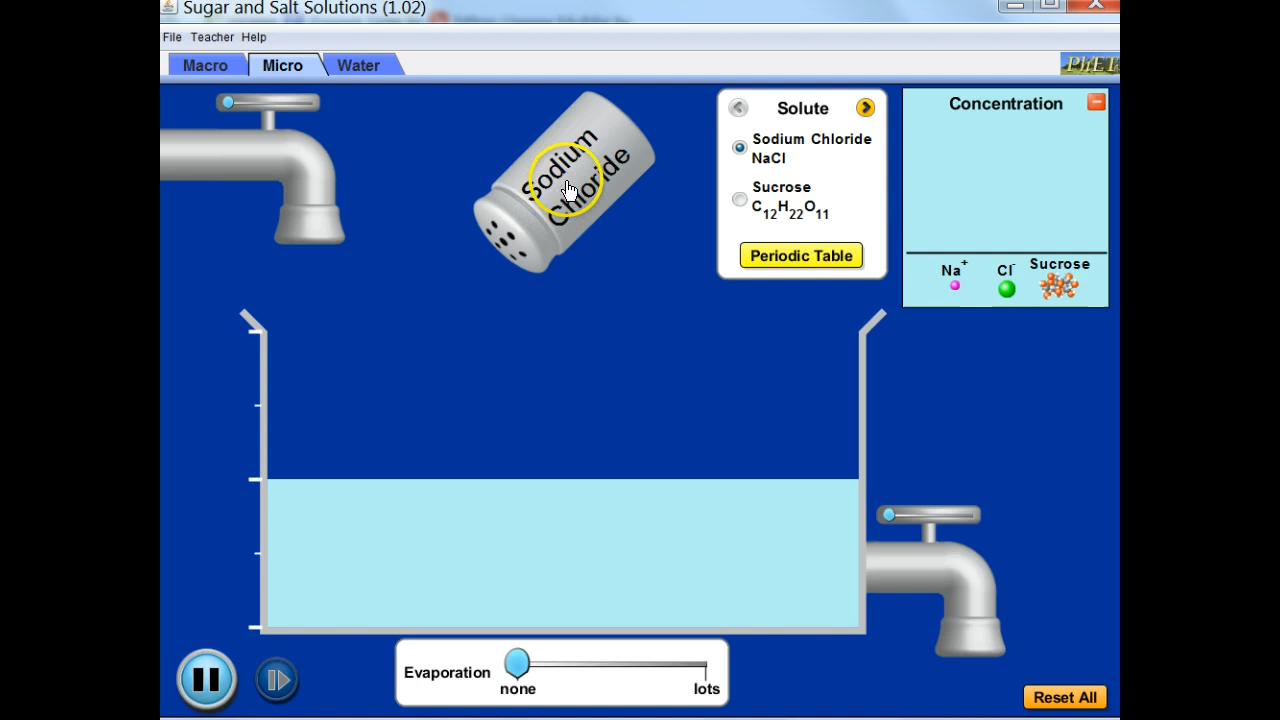 Sugar and Salt Solutions (1.02)
File Teacher Help
Macro Micro Water
PhET
Sodium
Chloride
Solute
Sodium Chloride
NaCl
Sucrose
C₁₂H₂₂O₁₁
Periodic Table
Concentration
Na⁺ Cl⁻ Sucrose
Evaporation
none lots
Reset All